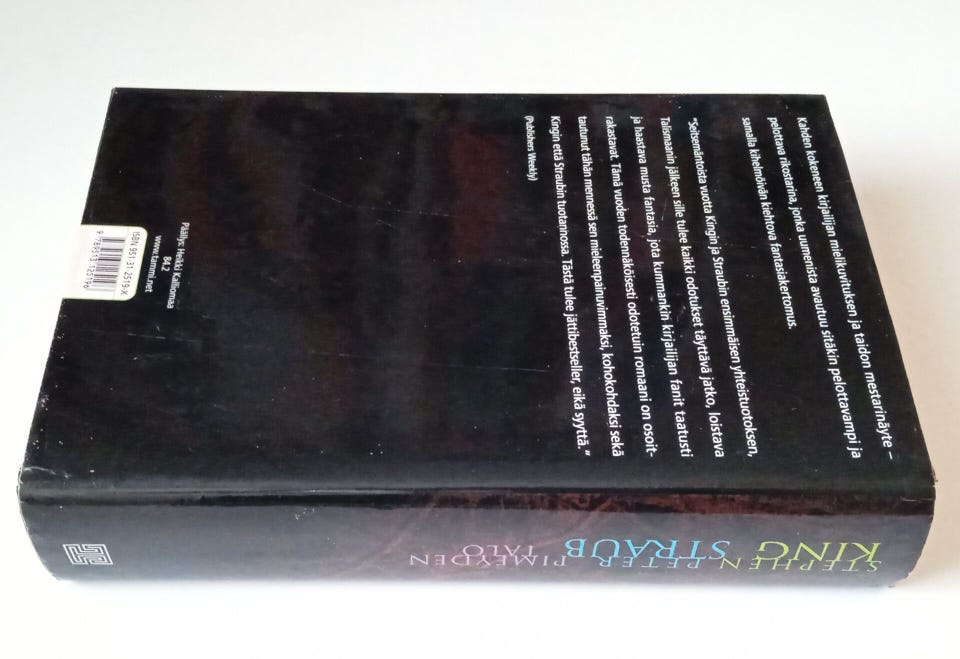 Kahden kokeneen kirjailijan mielikuvituksen ja taidon mestarinäyte –
pelottava rikostarina, jonka uumenista avautuu sitäkin pelottavampi ja
samalla kihelmöivän kiehtova fantasiakertomus.
"Seitsemäntoista vuotta Kingin ja Straubin ensimmäisen yhteistuotoksen,
Talismaanin jälkeen sille tulee kaikki odotukset täyttävä jatko, loistava
ja haastava musta fantasia, jota kummankin kirjailijan fanit taatusti
rakastavat. Tämä vuoden todennäköisesti odotetuin romaani on osoit-
tautunut tähän mennessä sen mieleenpainuvimmaksi, kohokohdaksi sekä
Kingin että Straubin tuotannossa. Tästä tulee jättibestseller, eikä syyttä."
(Publishers Weekly)
Päällys: Heikki Kalliomaa
84.2
www.tammi.net
ISBN 951-31-2519-X
9 789513 125196
STEPHEN
KING
PETER
STRAUB
PIMEYDEN
TALO